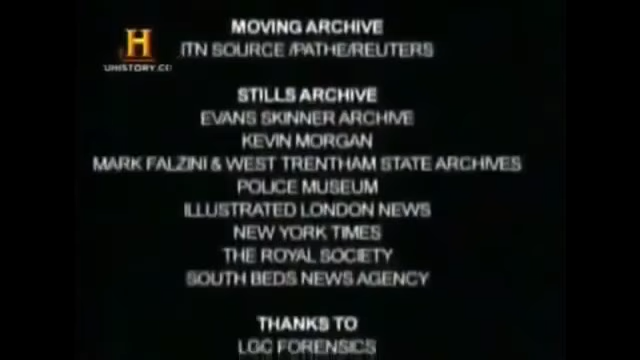 MOVING ARCHIVE
ITN SOURCE /PATHE/REUTERS
H
STILLS ARCHIVE
EVANS SKINNER ARCHIVE
KEVIN MORGAN
MARK FALZINI & WEST TRENTHAM STATE ARCHIVES
POLICE MUSEUM
ILLUSTRATED LONDON NEWS
NEW YORK TIMES
THE ROYAL SOCIETY
SOUTH BEDS NEWS AGENCY
THANKS TO
LGC FORENSICS